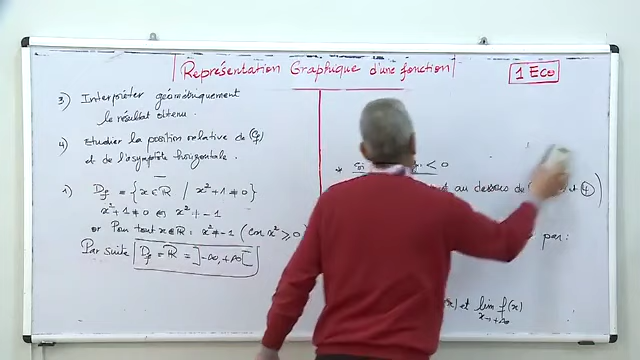 Représentation Graphique d'une fonction
1 Eco
3) Interpréter géométriquement
le résultat obtenu.
4) Etudier la position relative de (Cf)
et de l'asymptote horizontale.
1) Df = {x ∈ ℝ / x² + 1 ≠ 0}
x² + 1 ≠ 0 ⇔ x² ≠ -1
or Pour tout x ∈ ℝ : x² ≠ -1 (car x² ≥ 0)
Par suite Df = ℝ = ]-∞, +∞[
< 0
au dessous de
et
par :
et lim f(x)
x→+∞